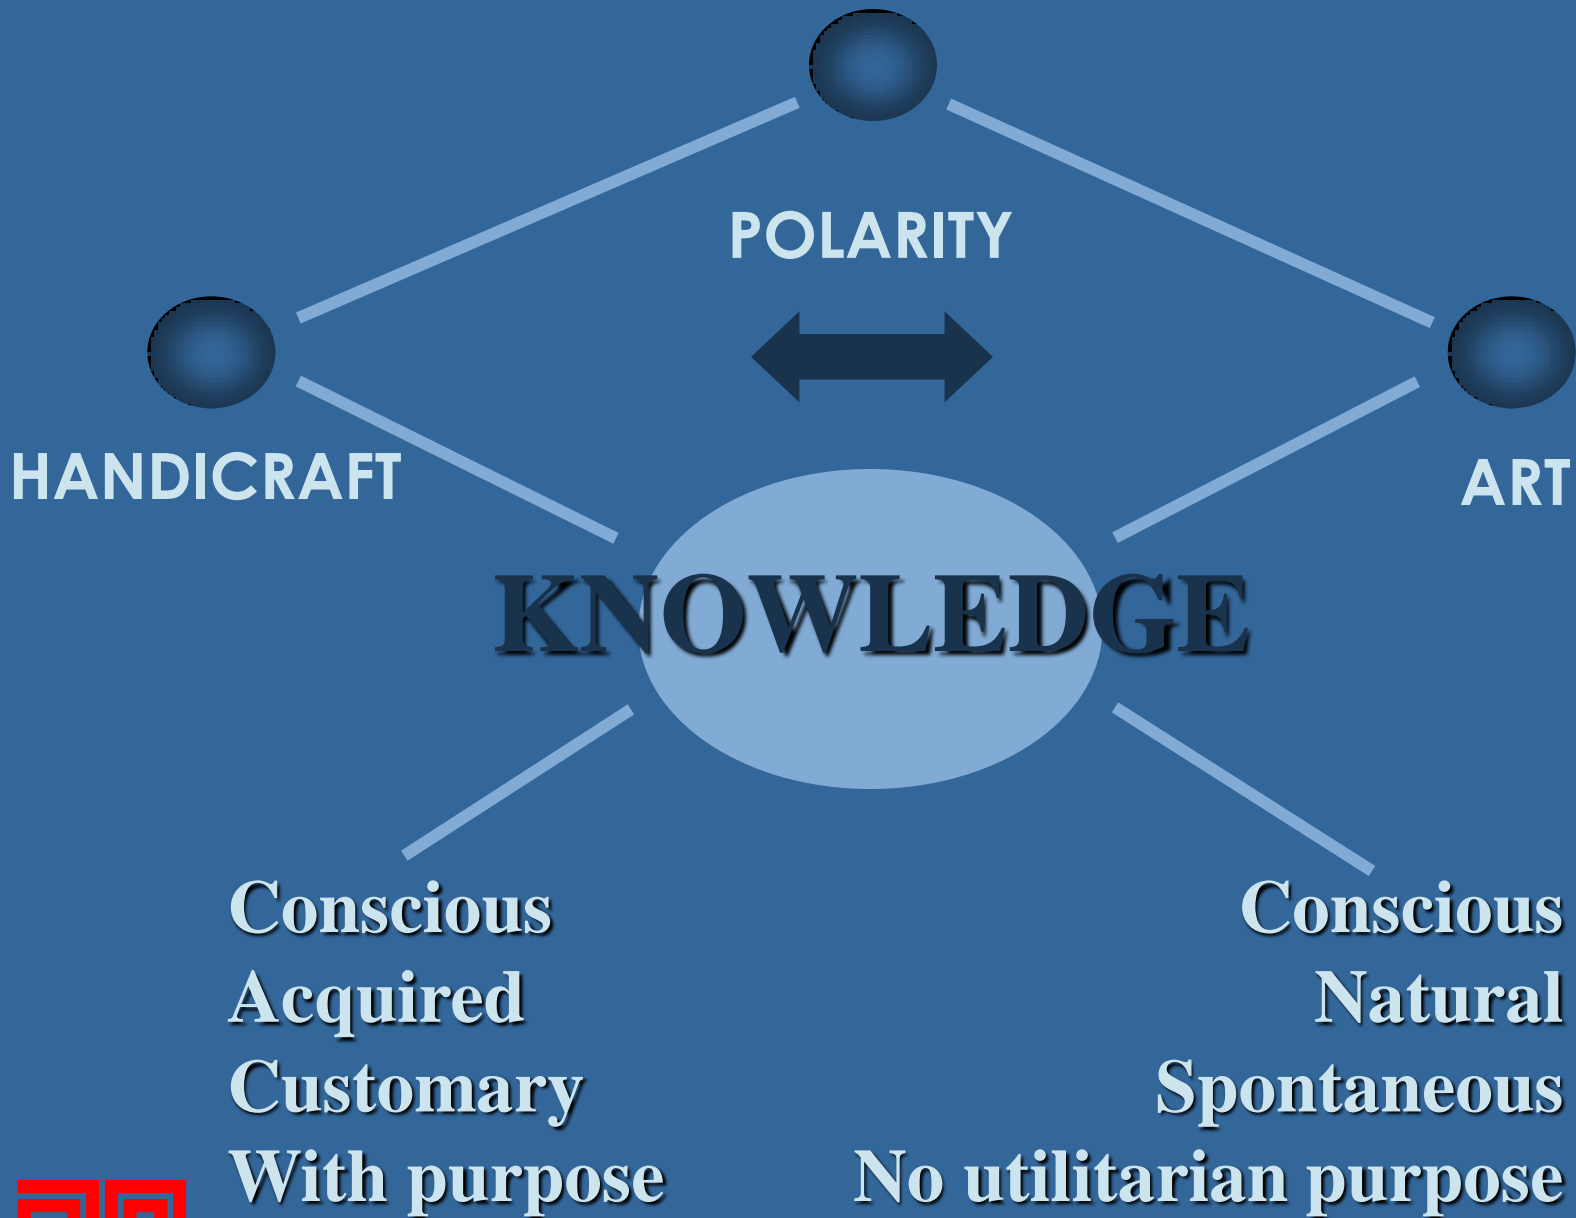 POLARITY
HANDICRAFT
ART
KNOWLEDGE
Conscious
Acquired
Customary
With purpose
Conscious
Natural
Spontaneous
No utilitarian purpose